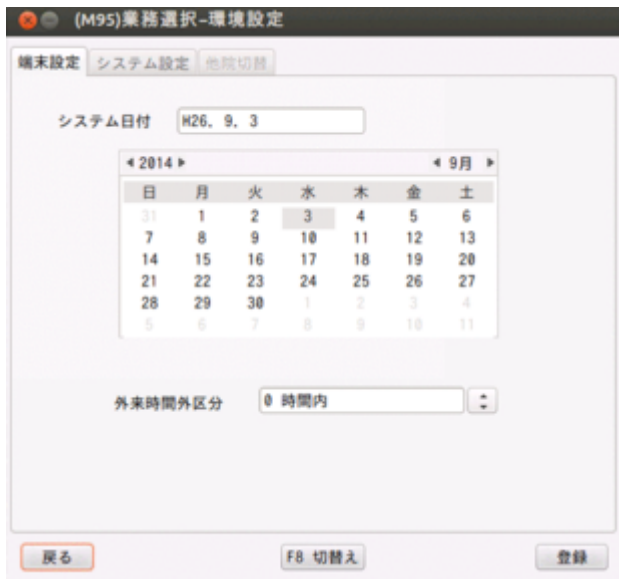 (M95)業務選択-環境設定
端末設定 システム設定 他院切替
システム日付 H26. 9. 3
2014 9月
日 月 火 水 木 金 土
31 1 2 3 4 5 6
7 8 9 10 11 12 13
14 15 16 17 18 19 20
21 22 23 24 25 26 27
28 29 30 1 2 3 4
5 6 7 8 9 10 11
外来時間外区分 0 時間内
戻る F8 切替え 登録